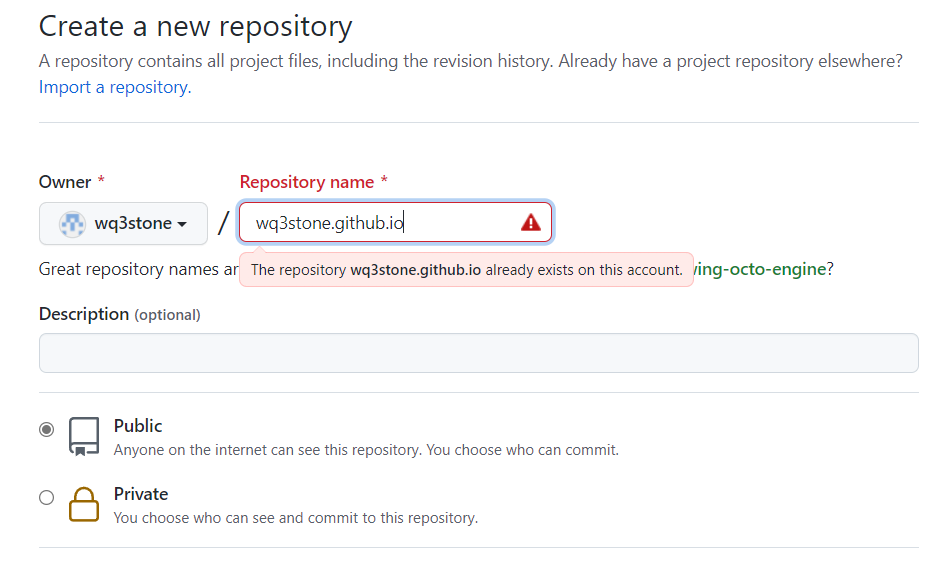 Create a new repository
A repository contains all project files, including the revision history. Already have a project repository elsewhere?
Import a repository.
Owner *
Repository name *
wq3stone
/
wq3stone.github.io
Great repository names ar
The repository wq3stone.github.io already exists on this account.
ing-octo-engine?
Description (optional)
Public
Anyone on the internet can see this repository. You choose who can commit.
Private
You choose who can see and commit to this repository.